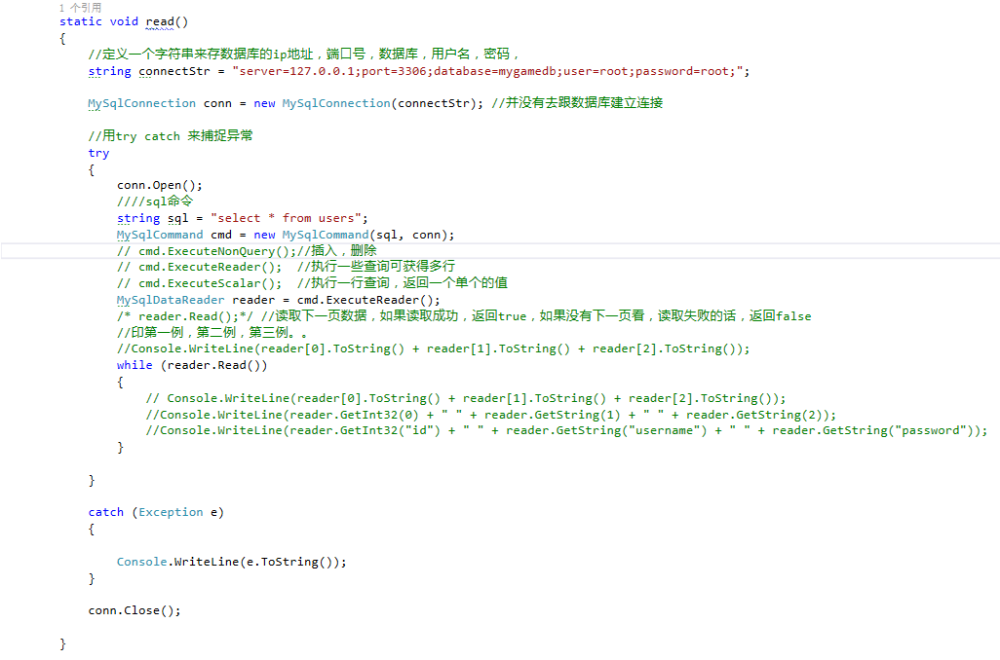 1 个引用
static void read()
{
//定义一个字符串来存数据库的ip地址，端口号，数据库，用户名，密码，
string connectStr = "server=127.0.0.1;port=3306;database=mygamedb;user=root;password=root;";
MySqlConnection conn = new MySqlConnection(connectStr); //并没有去跟数据库建立连接
//用try catch 来捕捉异常
try
{
conn.Open();
////sql命令
string sql = "select * from users";
MySqlCommand cmd = new MySqlCommand(sql, conn);
// cmd.ExecuteNonQuery();//插入，删除
// cmd.ExecuteReader();  //执行一些查询可获得多行
// cmd.ExecuteScalar();  //执行一行查询，返回一个单个的值
MySqlDataReader reader = cmd.ExecuteReader();
/* reader.Read();*/ //读取下一页数据，如果读取成功，返回true，如果没有下一页看，读取失败的话，返回false
//印第一例，第二例，第三例。。
//Console.WriteLine(reader[0].ToString() + reader[1].ToString() + reader[2].ToString());
while (reader.Read())
{
// Console.WriteLine(reader[0].ToString() + reader[1].ToString() + reader[2].ToString());
//Console.WriteLine(reader.GetInt32(0) + " " + reader.GetString(1) + " " + reader.GetString(2));
//Console.WriteLine(reader.GetInt32("id") + " " + reader.GetString("username") + " " + reader.GetString("password"));
}
}
catch (Exception e)
{
Console.WriteLine(e.ToString());
}
conn.Close();
}